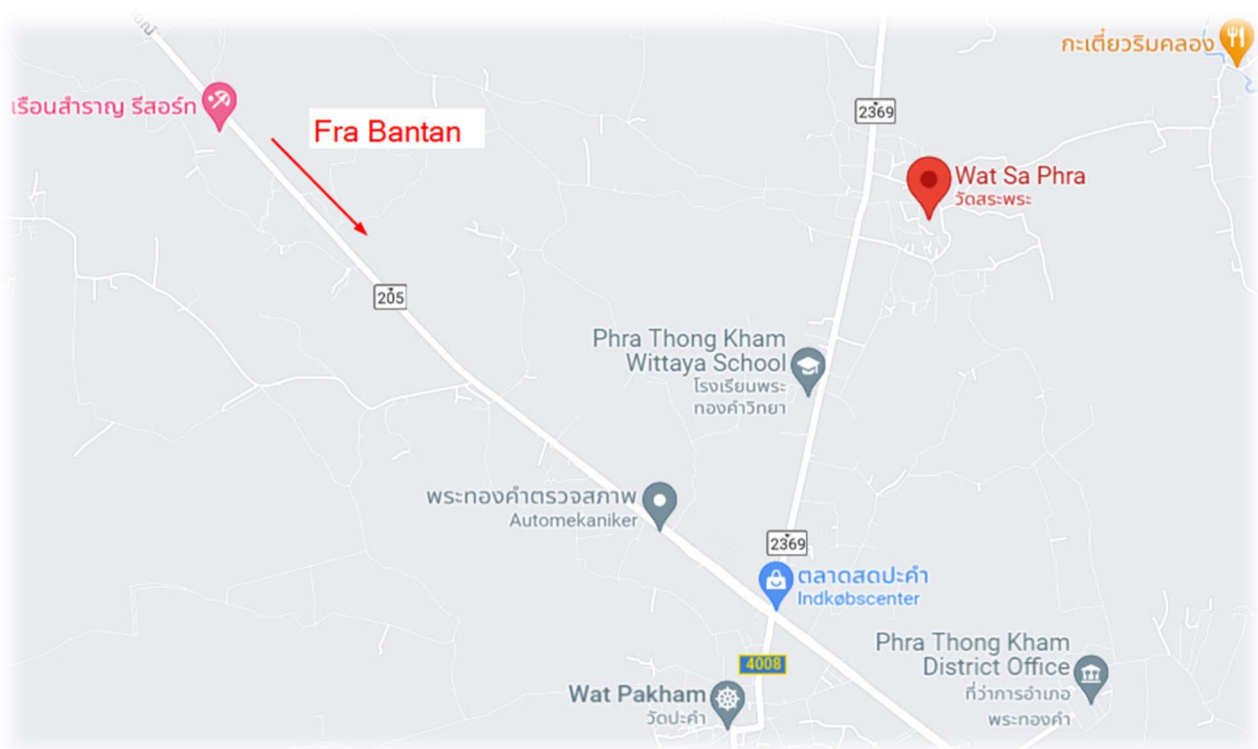 กะเตี๋ยวริมคลอง
เรือนสำราญ รีสอร์ท
2369
Fra Bantan
Wat Sa Phra
วัดสระพระ
205
Phra Thong Kham
Wittaya School
โรงเรียนพระ
ทองคำวิทยา
พระทองคำตรวจสภาพ
Automekaniker
2369
ตลาดสดปะคำ
Indkøbscenter
Phra Thong Kham
District Office
ที่ว่าการอำเภอ
พระทองคำ
4008
Wat Pakham
วัดปะคำ